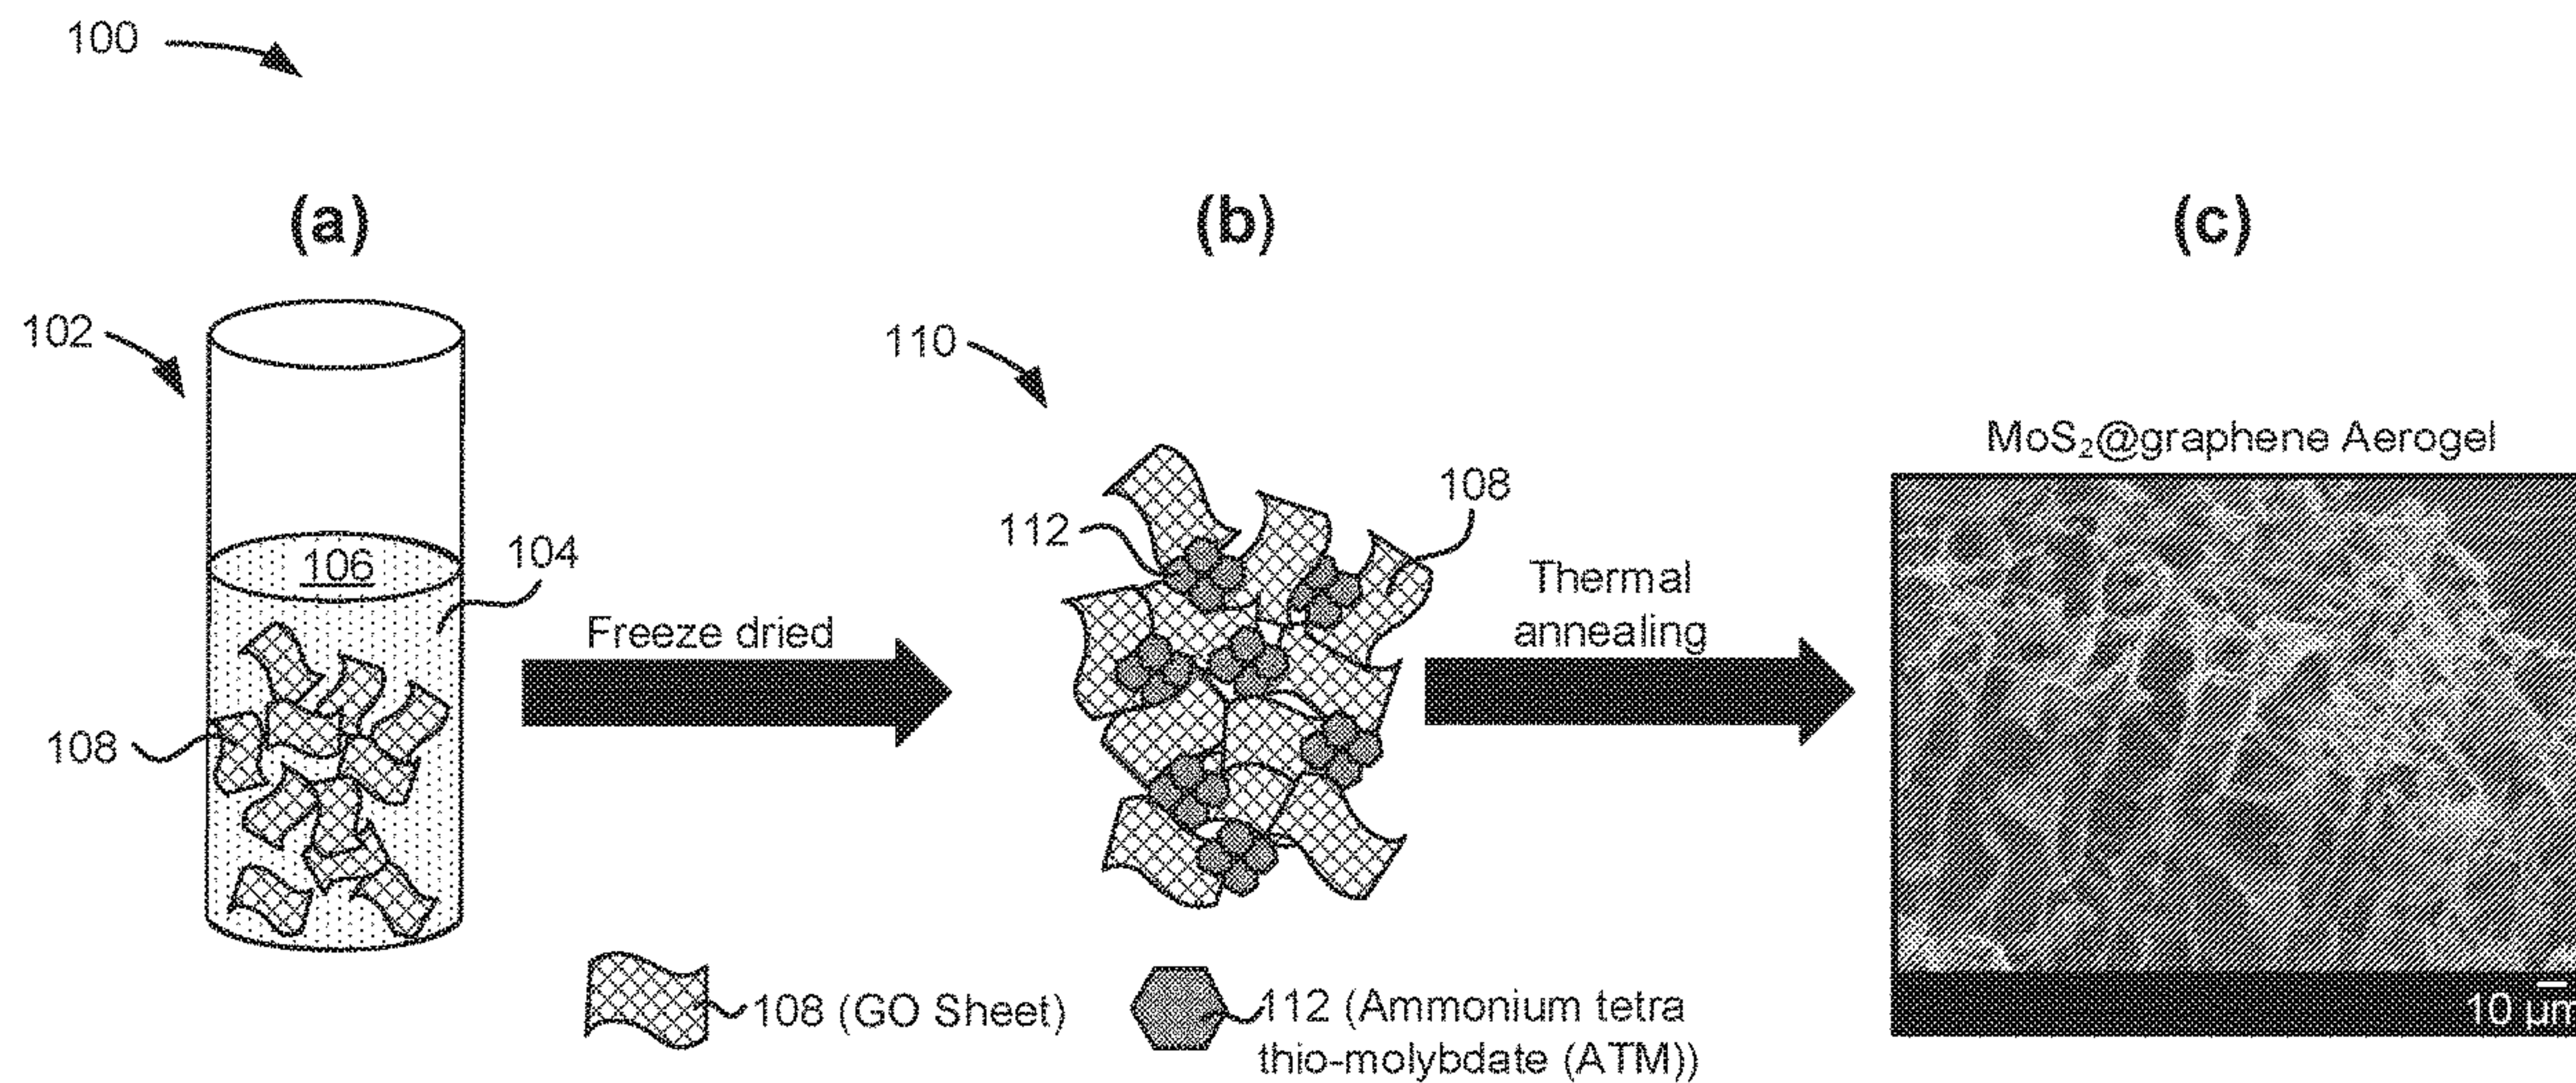 100
(a)
(b)
(c)
102
110
MoS₂@graphene Aerogel
108
112
106
104
Thermal
annealing
Freeze dried
108
108 (GO Sheet)
112 (Ammonium tetra
thio-molybdate (ATM))
10 μm